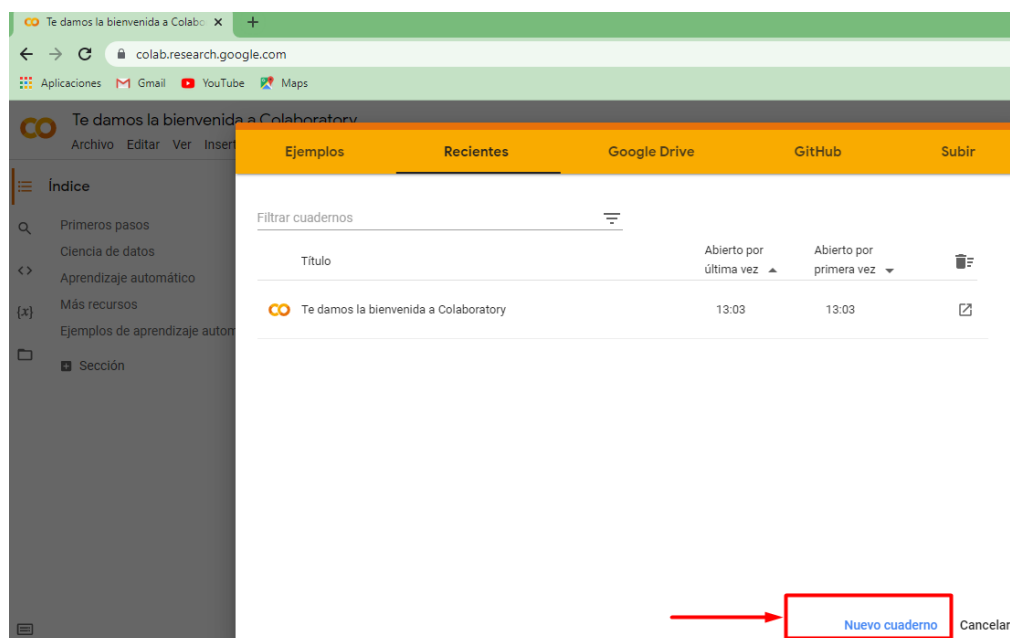 Te damos la bienvenida a Colabo
colab.research.google.com
Aplicaciones Gmail YouTube Maps
Te damos la bienvenida a Colaboratory
Archivo Editar Ver Insert
Ejemplos Recientes Google Drive GitHub Subir
Índice
Primeros pasos
Ciencia de datos
Aprendizaje automático
Más recursos
Ejemplos de aprendizaje autom
Sección
Filtrar cuadernos
Título
Abierto por
última vez
Abierto por
primera vez
Te damos la bienvenida a Colaboratory 13:03 13:03
Nuevo cuaderno Cancelar